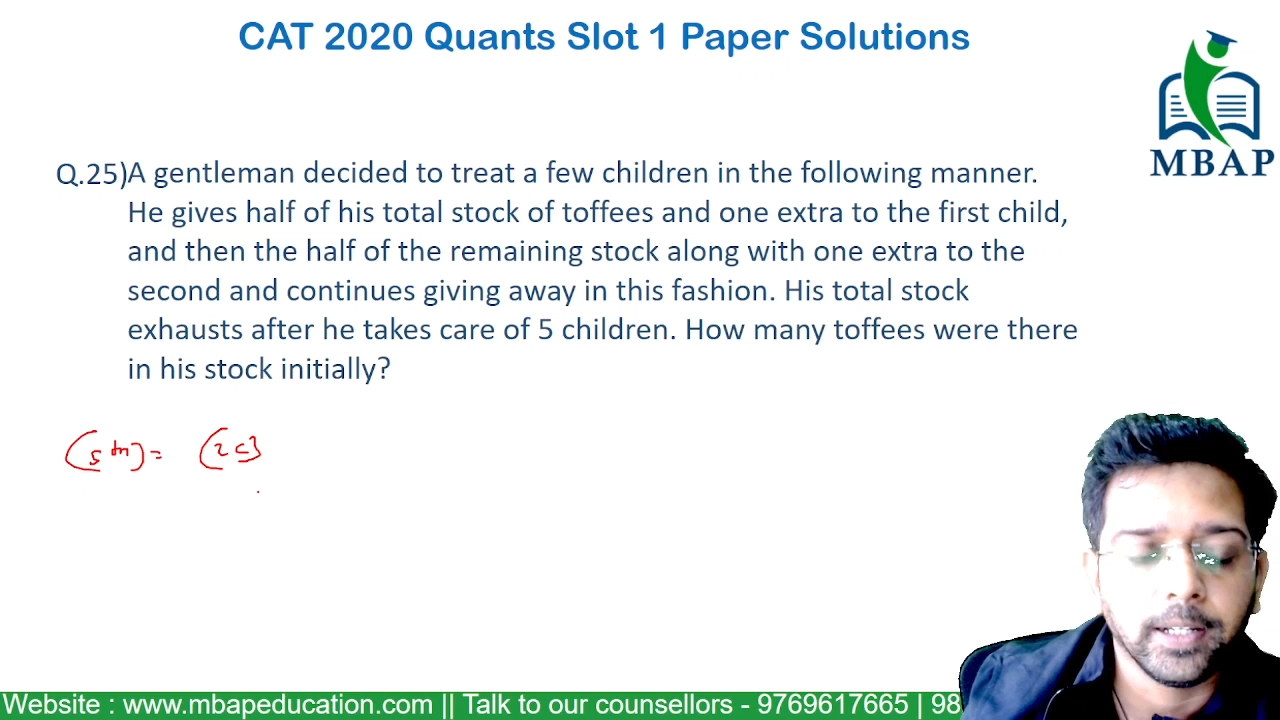 CAT 2020 Quants Slot 1 Paper Solutions
MBAP
Q.25)A gentleman decided to treat a few children in the following manner.
He gives half of his total stock of toffees and one extra to the first child,
and then the half of the remaining stock along with one extra to the
second and continues giving away in this fashion. His total stock
exhausts after he takes care of 5 children. How many toffees were there
in his stock initially?
(5th) =
Website : www.mbapeducation.com || Talk to our counsellors - 9769617665 | 98